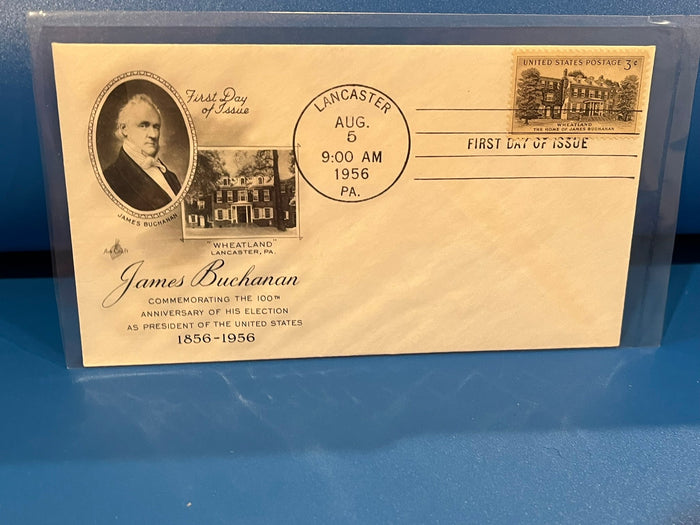 First Day
of Issue
JAMES BUCHANAN
"WHEATLAND"
LANCASTER, PA.
Art Craft
James Buchanan
COMMEMORATING THE 100TH
ANNIVERSARY OF HIS ELECTION
AS PRESIDENT OF THE UNITED STATES
1856-1956
LANCASTER
AUG.
5
9:00 AM
1956
PA.
UNITED STATES POSTAGE 3¢
WHEATLAND
THE HOME OF JAMES BUCHANAN
FIRST DAY OF ISSUE